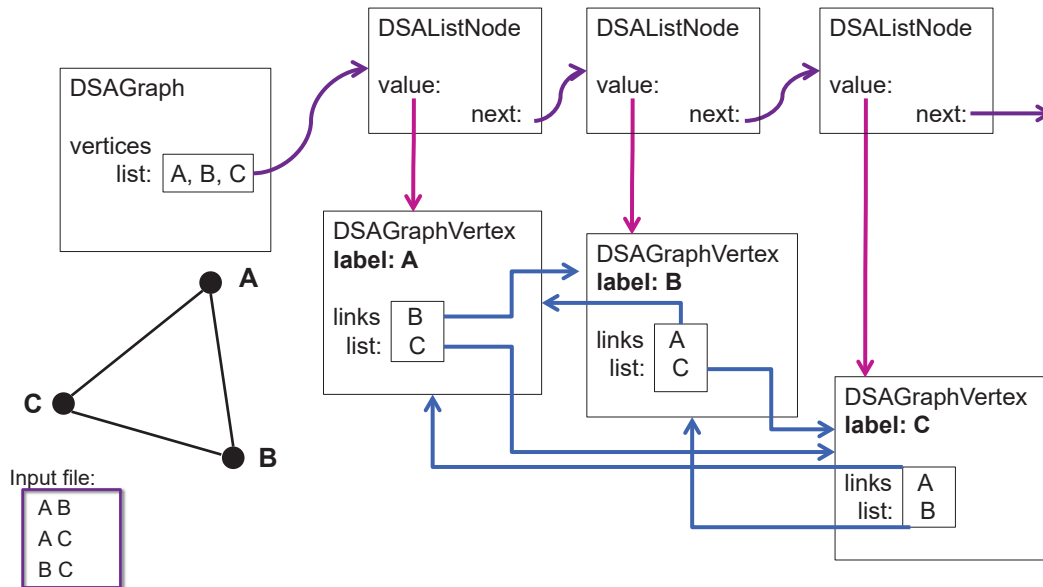 DSAGraph
vertices
list: A, B, C
DSAListNode
value:
next:
DSAListNode
value:
next:
DSAListNode
value:
next:
DSAGraphVertex
label: A
links B
list: C
DSAGraphVertex
label: B
links A
list: C
DSAGraphVertex
label: C
links A
list: B
A
C
B
Input file:
A B
A C
B C